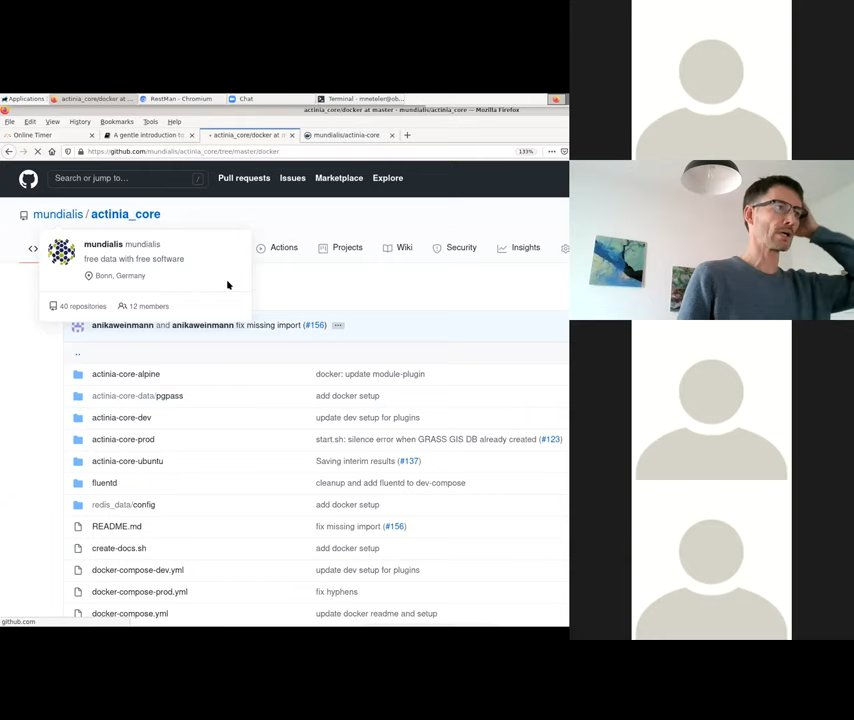 Applications
actinia_core/docker at ...
RestMan - Chromium
Chat
Terminal - mneteler@ob...
actinia_core/docker at master · mundialis/actinia_core — Mozilla Firefox
File Edit View History Bookmarks Tools Help
Online Timer
A gentle introduction to
actinia_core/docker at m
mundialis/actinia-core
https://github.com/mundialis/actinia_core/tree/master/docker
133%
Search or jump to…
/
Pull requests Issues Marketplace Explore
mundialis / actinia_core
mundialis mundialis
free data with free software
Bonn, Germany
40 repositories 12 members
Actions Projects Wiki Security Insights
anikaweinmann and anikaweinmann fix missing import (#156) ...
..
actinia-core-alpine docker: update module-plugin
actinia-core-data/pgpass add docker setup
actinia-core-dev update dev setup for plugins
actinia-core-prod start.sh: silence error when GRASS GIS DB already created (#123)
actinia-core-ubuntu Saving interim results (#137)
fluentd cleanup and add fluentd to dev-compose
redis_data/config add docker setup
README.md fix missing import (#156)
create-docs.sh add docker setup
docker-compose-dev.yml update dev setup for plugins
docker-compose-prod.yml fix hyphens
docker-compose.yml update docker readme and setup
github.com